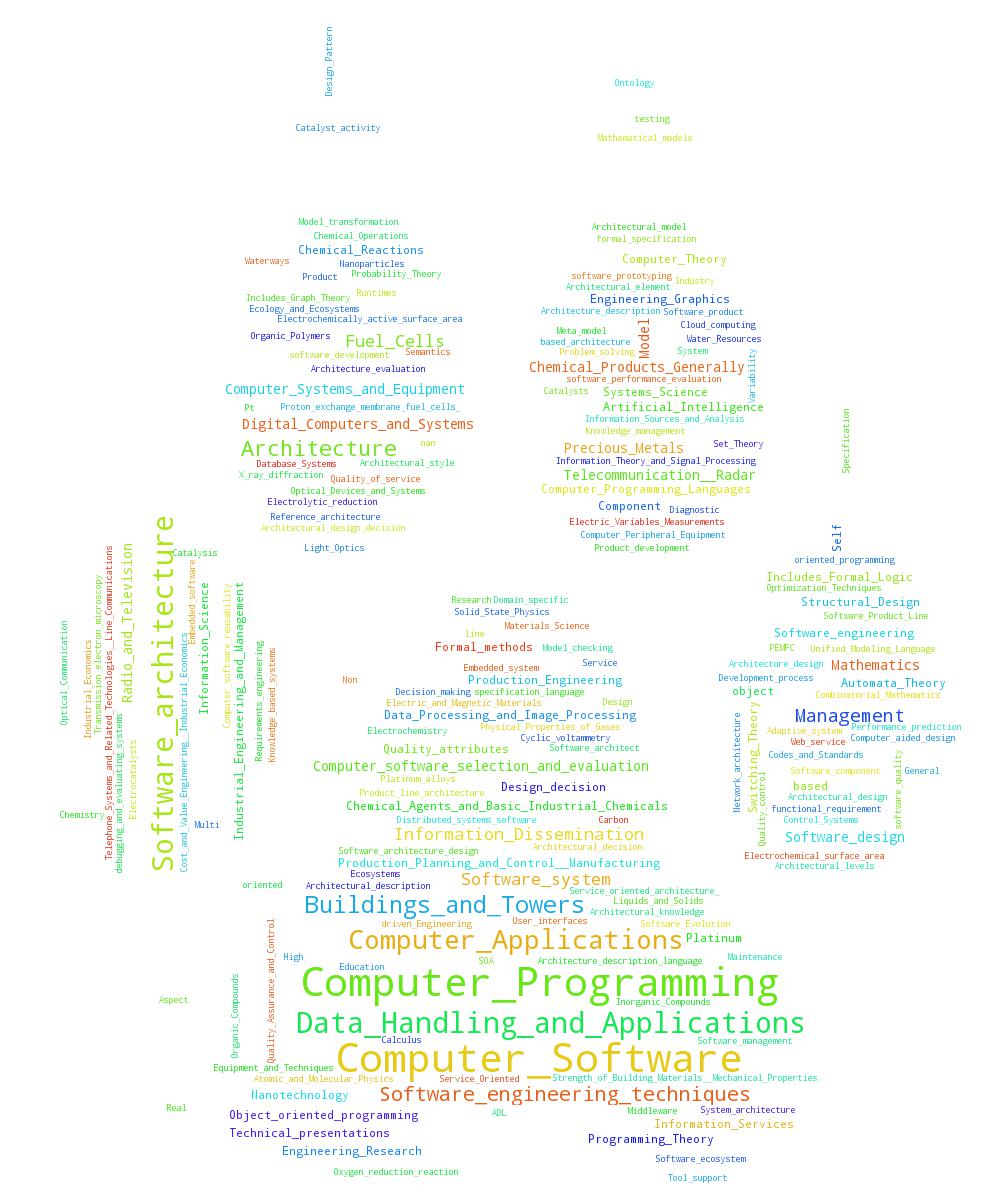 Design_Pattern
Ontology
testing
Catalyst_activity
Mathematical_models
Model_transformation
Architectural_model
Chemical_Operations
formal_specification
Chemical_Reactions
Computer_Theory
Waterways
Nanoparticles
Product
Probability_Theory
software_prototyping
Industry
Architectural_element
Runtimes
Includes_Graph_Theory
Engineering_Graphics
Ecology_and_Ecosystems
Architecture_description
Software_product
Electrochemically_active_surface_area
Cloud_computing
Model
Meta_model
Organic_Polymers
Fuel_Cells
based_architecture
Water_Resources
software_development
Semantics
Problem_solving
System
Variability
Architecture_evaluation
Chemical_Products_Generally
software_performance_evaluation
Computer_Systems_and_Equipment
Catalysts
Systems_Science
Pt
Proton_exchange_membrane_fuel_cells_
Artificial_Intelligence
Information_Sources_and_Analysis
Digital_Computers_and_Systems
Knowledge_management
Specification
Architecture
nan
Precious_Metals
Set_Theory
Database_Systems
Architectural_style
Information_Theory_and_Signal_Processing
X_ray_diffraction
Quality_of_service
Telecommunication__Radar
Optical_Devices_and_Systems
Computer_Programming_Languages
Electrolytic_reduction
Component
Diagnostic
Reference_architecture
Electric_Variables_Measurements
Architectural_design_decision
Computer_Peripheral_Equipment
Self
Light_Optics
Product_development
Software_architecture
Catalysis
oriented_programming
Radio_and_Television
Telephone_Systems_and_Related_Technologies__Line_Communications
Embedded_software
Information_Science
Includes_Formal_Logic
Optimization_Techniques
Transmission_electron_microscopy
Computer_software_reusability
Industrial_Engineering_and_Management
Research
Domain_specific
Structural_Design
Solid_State_Physics
Software_Product_Line
Optical_Communication
Materials_Science
line
Software_engineering
Industrial_Economics
Cost_and_Value_Engineering__Industrial_Economics
Requirements_engineering
Knowledge_based_systems
Formal_methods
Model_checking
PEMFC
Unified_Modeling_Language
Embedded_system
Service
Architecture_design
Mathematics
Non
Production_Engineering
Development_process
Automata_Theory
Decision_making
specification_language
object
Combinatorial_Mathematics
Electric_and_Magnetic_Materials
Design
Switching_Theory
Data_Processing_and_Image_Processing
Management
Network_architecture
Electrochemistry
Physical_Properties_of_Gases
Adaptive_system
Performance_prediction
Cyclic_voltammetry
Web_service
Computer_aided_design
debugging_and_evaluating_systems
Electrocatalysts
Quality_attributes
Software_architect
Codes_and_Standards
Computer_software_selection_and_evaluation
Software_component
software_quality
General
Platinum_alloys
Quality_control
based
Product_line_architecture
Design_decision
Architectural_design
Chemical_Agents_and_Basic_Industrial_Chemicals
functional_requirement
Chemistry
Multi
Distributed_systems_software
Carbon
Control_Systems
Information_Dissemination
Software_design
Software_architecture_design
Architectural_decision
Electrochemical_surface_area
Production_Planning_and_Control__Manufacturing
Architectural_levels
Ecosystems
Software_system
oriented
Architectural_description
Service_oriented_architecture_
Buildings_and_Towers
Liquids_and_Solids
Architectural_knowledge
driven_Engineering
User_interfaces
Software_Evolution
Computer_Applications
Platinum
Quality_Assurance_and_Control
High
Education
SOA
Architecture_description_language
Maintenance
Computer_Programming
Organic_Compounds
Aspect
Inorganic_Compounds
Data_Handling_and_Applications
Calculus
Software_management
Computer_Software
Equipment_and_Techniques
Atomic_and_Molecular_Physics
Service_Oriented
Strength_of_Building_Materials__Mechanical_Properties
Nanotechnology
Software_engineering_techniques
Real
Object_oriented_programming
ADL
Middleware
System_architecture
Information_Services
Technical_presentations
Programming_Theory
Engineering_Research
Software_ecosystem
Oxygen_reduction_reaction
Tool_support